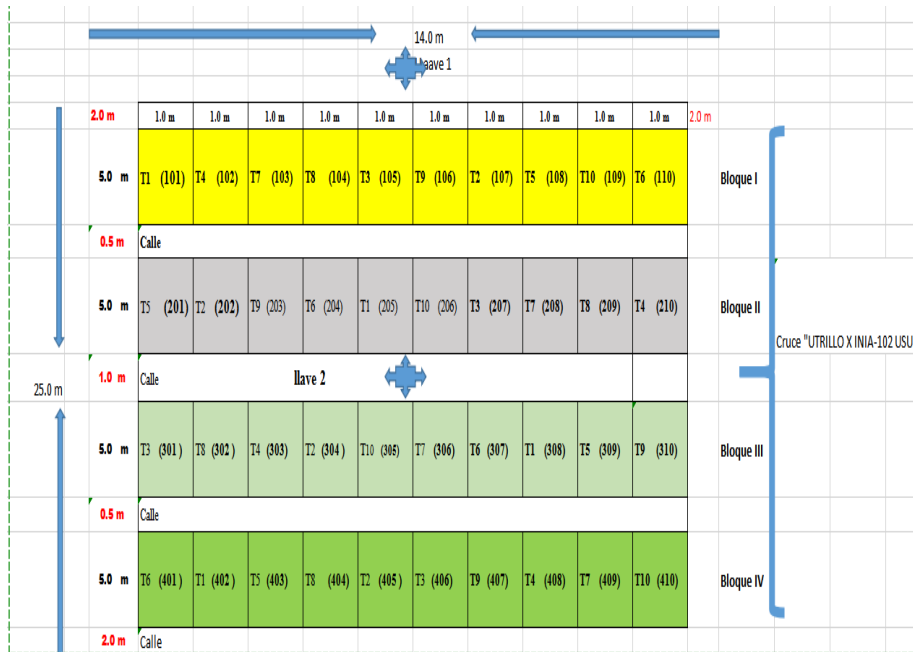 14.0 m
laave 1
2.0 m 1.0 m 1.0 m 1.0 m 1.0 m 1.0 m 1.0 m 1.0 m 1.0 m 1.0 m 1.0 m 2.0 m
5.0 m T1 (101) T4 (102) T7 (103) T8 (104) T3 (105) T9 (106) T2 (107) T5 (108) T10 (109) T6 (110) Bloque I
0.5 m Calle
5.0 m T5 (201) T2 (202) T9 (203) T6 (204) T1 (205) T10 (206) T3 (207) T7 (208) T8 (209) T4 (210) Bloque II
Cruce "UTRILLO X INIA-102 USU
1.0 m Calle llave 2
25.0 m
5.0 m T3 (301) T8 (302) T4 (303) T2 (304) T10 (305) T7 (306) T6 (307) T1 (308) T5 (309) T9 (310) Bloque III
0.5 m Calle
5.0 m T6 (401) T1 (402) T5 (403) T8 (404) T2 (405) T3 (406) T9 (407) T4 (408) T7 (409) T10 (410) Bloque IV
2.0 m Calle